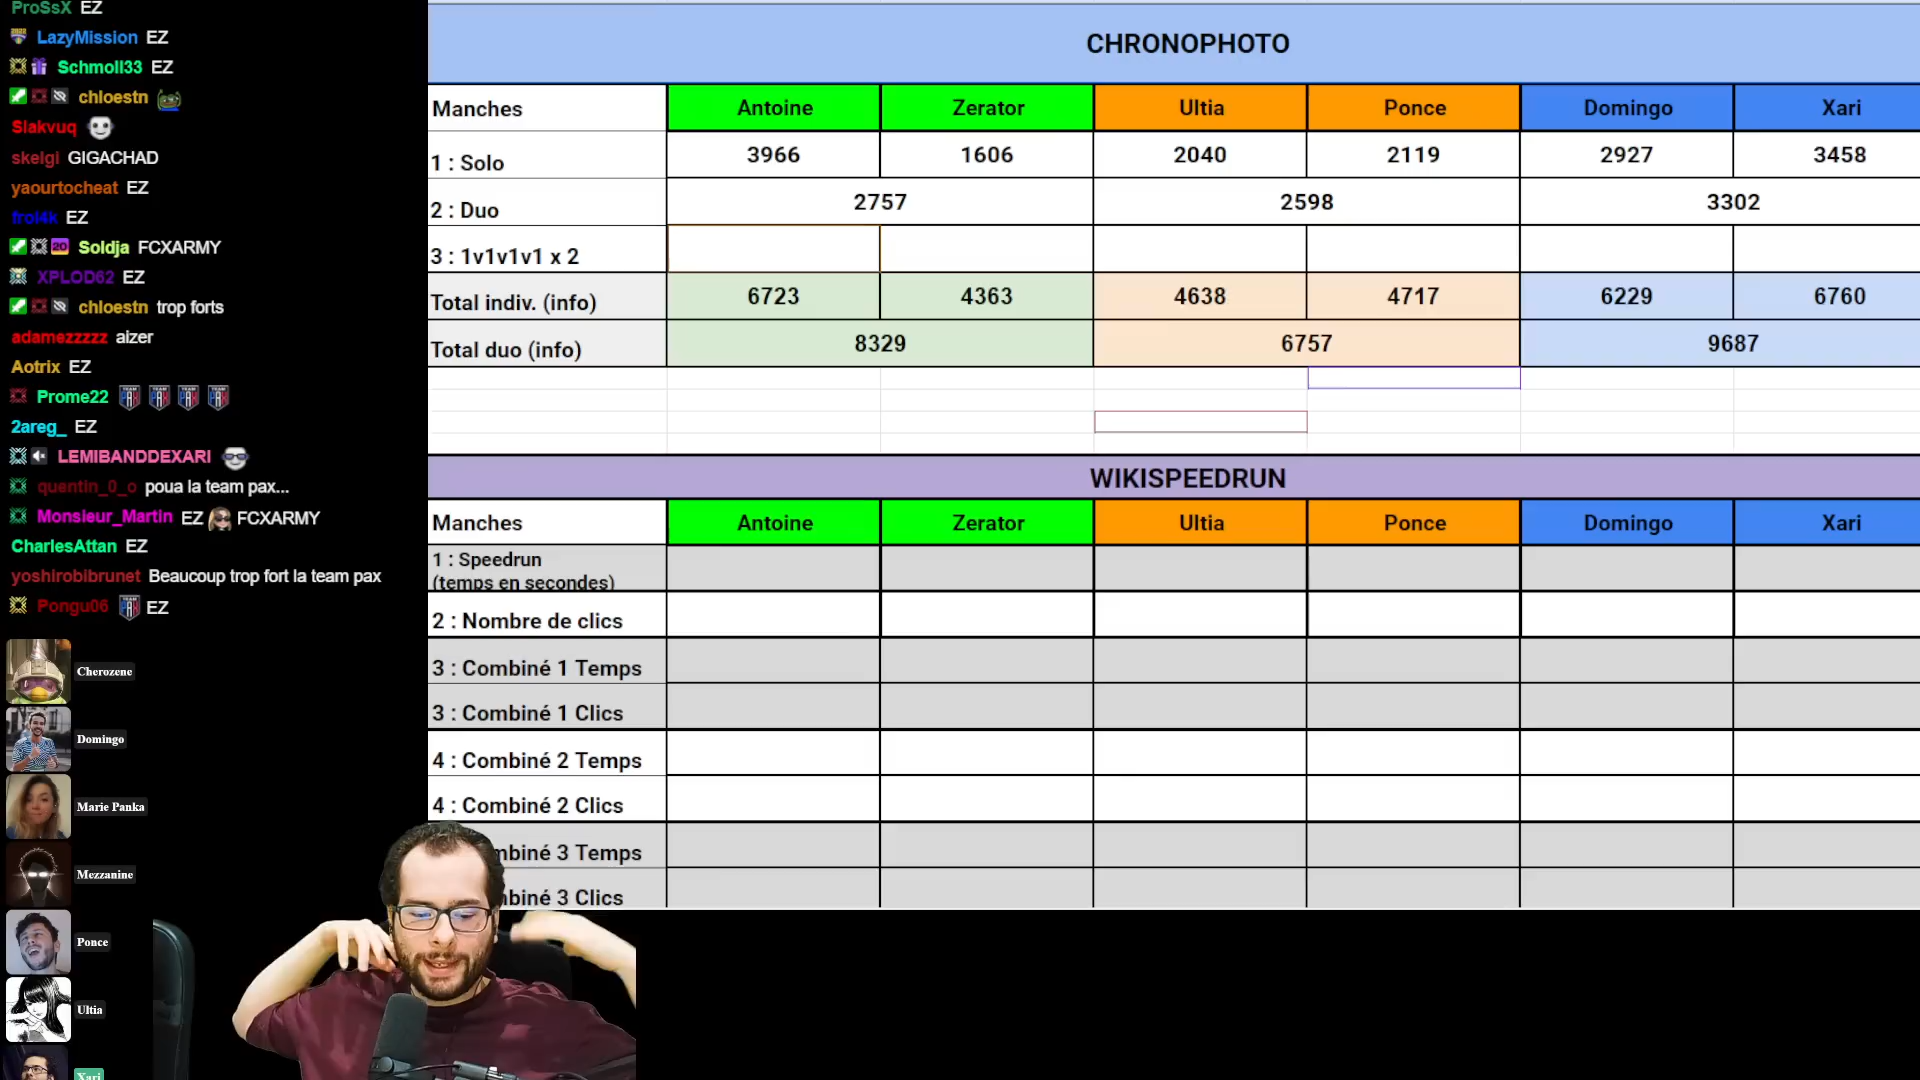 ProSsX EZ
LazyMission EZ
Schmoll33 EZ
chloestn
Slakvuq
skelgi GIGACHAD
yaourtocheat EZ
frol4k EZ
20 Soldja FCXARMY
XPLOD62 EZ
chloestn trop forts
adamezzzzz aizer
Aotrix EZ
Prome22
2areg_ EZ
LEMIBANDDEXARI
quentin_0_o poua la team pax...
Monsieur_Martin EZ FCXARMY
CharlesAttan EZ
yoshirobibrunet Beaucoup trop fort la team pax
Pongu06 EZ
Cherozene
Domingo
Marie Panka
Mezzanine
Ponce
Ultia
Xari
CHRONOPHOTO
Manches Antoine Zerator Ultia Ponce Domingo Xari
1 : Solo 3966 1606 2040 2119 2927 3458
2 : Duo 2757 2598 3302
3 : 1v1v1v1 x 2
Total indiv. (info) 6723 4363 4638 4717 6229 6760
Total duo (info) 8329 6757 9687
WIKISPEEDRUN
Manches Antoine Zerator Ultia Ponce Domingo Xari
1 : Speedrun
(temps en secondes)
2 : Nombre de clics
3 : Combiné 1 Temps
3 : Combiné 1 Clics
4 : Combiné 2 Temps
4 : Combiné 2 Clics
mbiné 3 Temps
mbiné 3 Clics